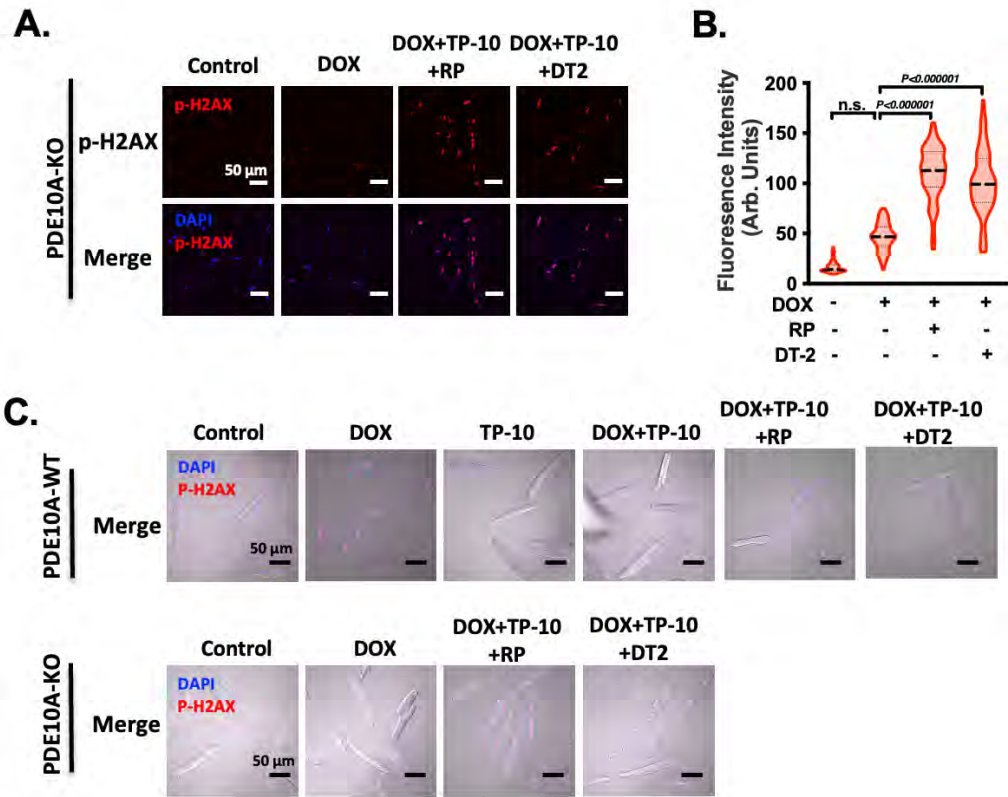 A.
Control
DOX
DOX+TP-10
+RP
DOX+TP-10
+DT2
PDE10A-KO
p-H2AX
p-H2AX
50 µm
Merge
DAPI
p-H2AX
B.
Fluoresence Intensity
(Arb. Units)
200
150
100
50
0
n.s.
P<0.000001
P<0.000001
DOX - + + +
RP - - + -
DT-2 - - - +
C.
Control
DOX
TP-10
DOX+TP-10
DOX+TP-10
+RP
DOX+TP-10
+DT2
PDE10A-WT
Merge
DAPI
P-H2AX
50 µm
Control
DOX
DOX+TP-10
+RP
DOX+TP-10
+DT2
PDE10A-KO
Merge
DAPI
P-H2AX
50 µm